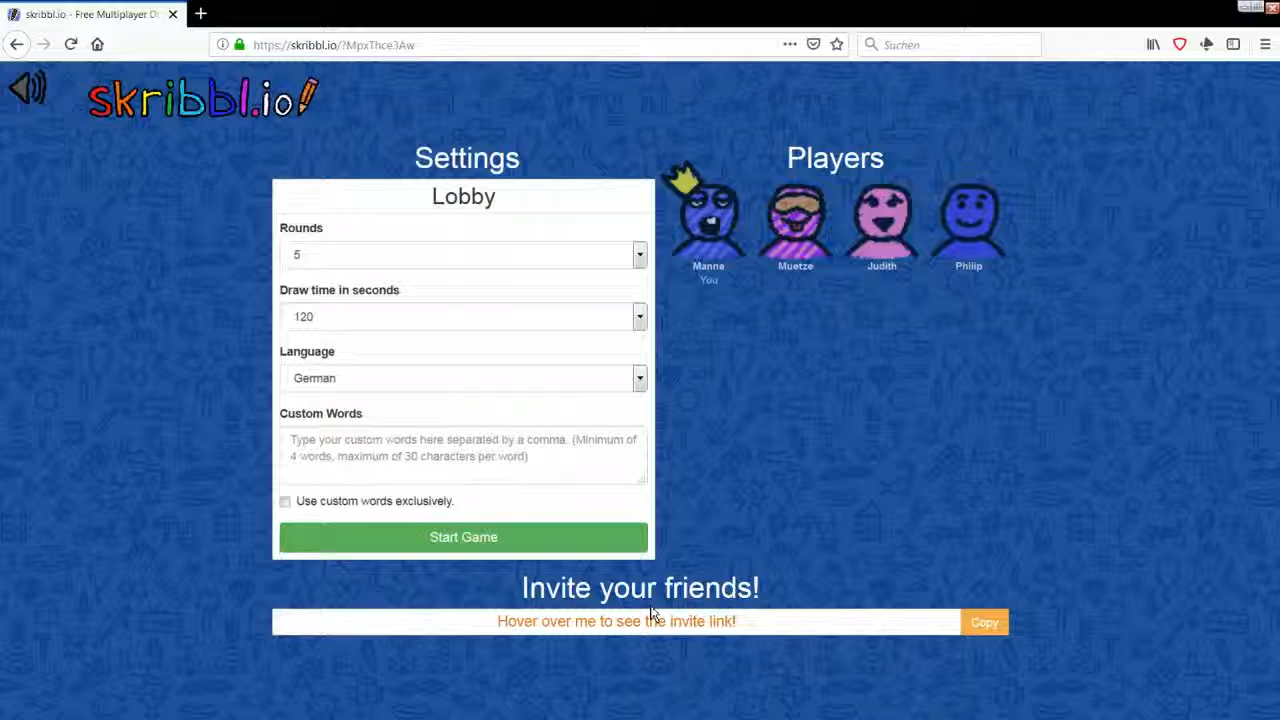 skribbl.io - Free Multiplayer D
https://skribbl.io/?MpxThce3Aw
Suchen
skribbl.io
Settings
Lobby
Rounds
5
Draw time in seconds
120
Language
German
Custom Words
Type your custom words here separated by a comma. (Minimum of
4 words, maximum of 30 characters per word)
Use custom words exclusively.
Start Game
Players
Manne
You
Muetze
Judith
Philip
Invite your friends!
Hover over me to see the invite link!
Copy